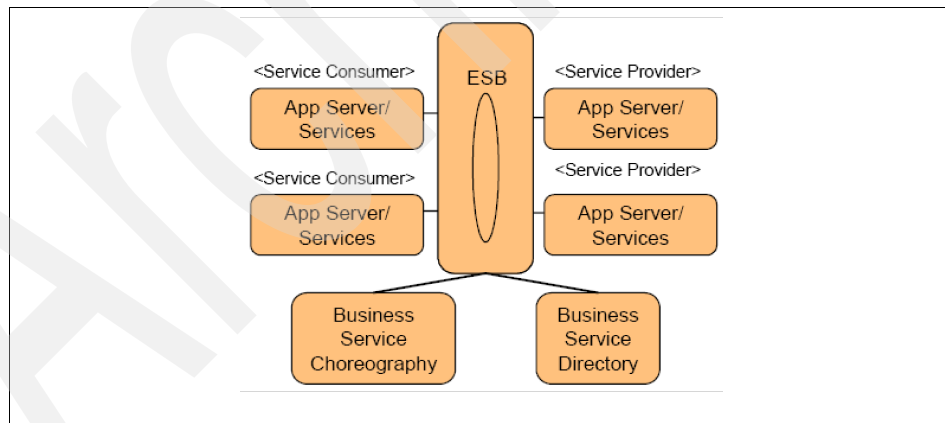 <Service Consumer>
App Server/
Services
<Service Consumer>
App Server/
Services
ESB
<Service Provider>
App Server/
Services
<Service Provider>
App Server/
Services
Business
Service
Choreography
Business
Service
Directory